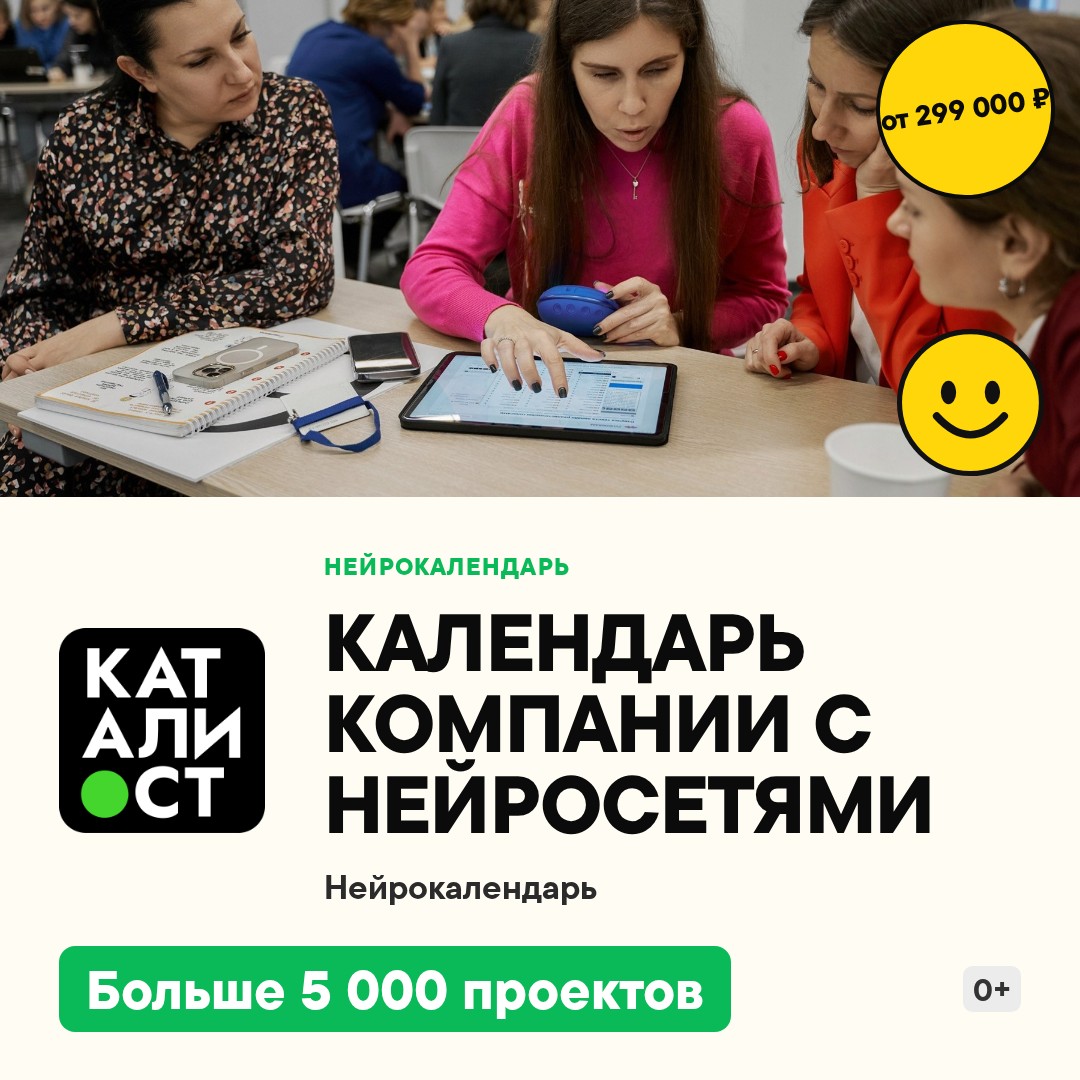 от 299 000 ₽
НЕЙРОКАЛЕНДАРЬ
КАЛЕНДАРЬ
КОМПАНИИ С
НЕЙРОСЕТЯМИ
КАТ
АЛИ
СТ
Нейрокалендарь
Больше 5 000 проектов
0+